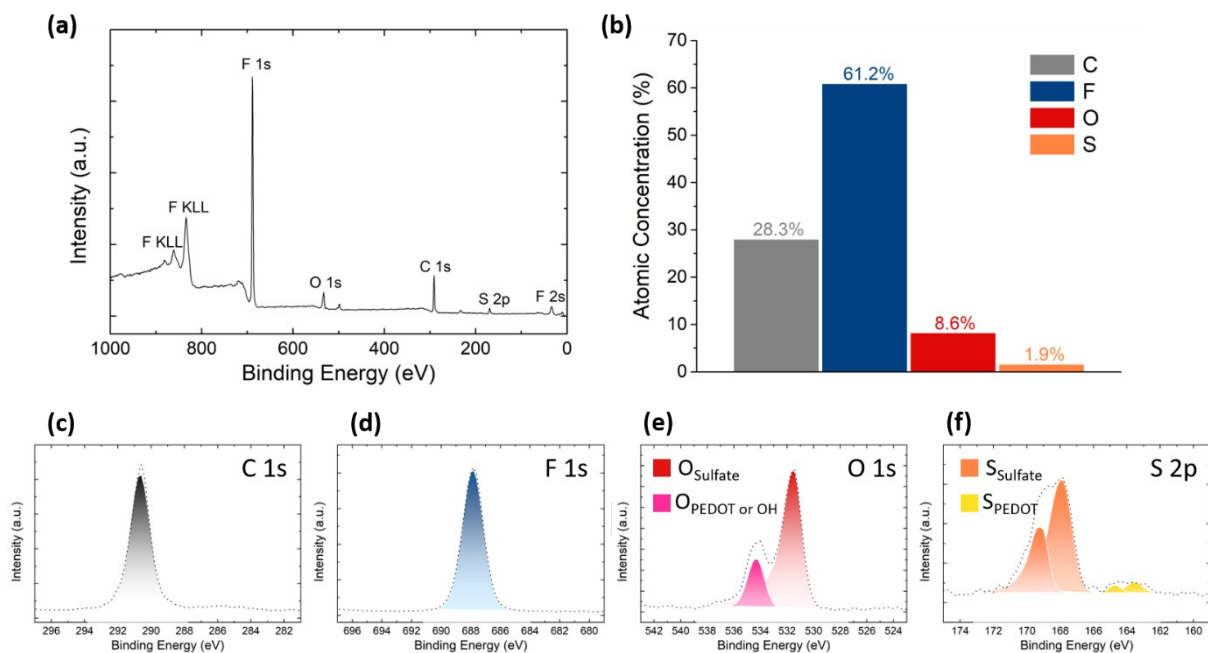 (a)
Intensity (a.u.)
F 1s
F KLL
F KLL
O 1s
C 1s
S 2p
F 2s
1000 800 600 400 200 0
Binding Energy (eV)
(b)
Atomic Concentration (%)
70
60
50
40
30
20
10
0
28.3%
61.2%
8.6%
1.9%
C
F
O
S
(c)
C 1s
Intensity (a.u.)
296 294 292 290 288 286 284 282
Binding Energy (eV)
(d)
F 1s
Intensity (a.u.)
696 694 692 690 688 686 684 682 680
Binding Energy (eV)
(e)
O Sulfate
O PEDOT or OH
O 1s
Intensity (a.u.)
542 540 538 536 534 532 530 528 526 524
Binding Energy (eV)
(f)
S Sulfate
S PEDOT
S 2p
Intensity (a.u.)
174 172 170 168 166 164 162 160
Binding Energy (eV)